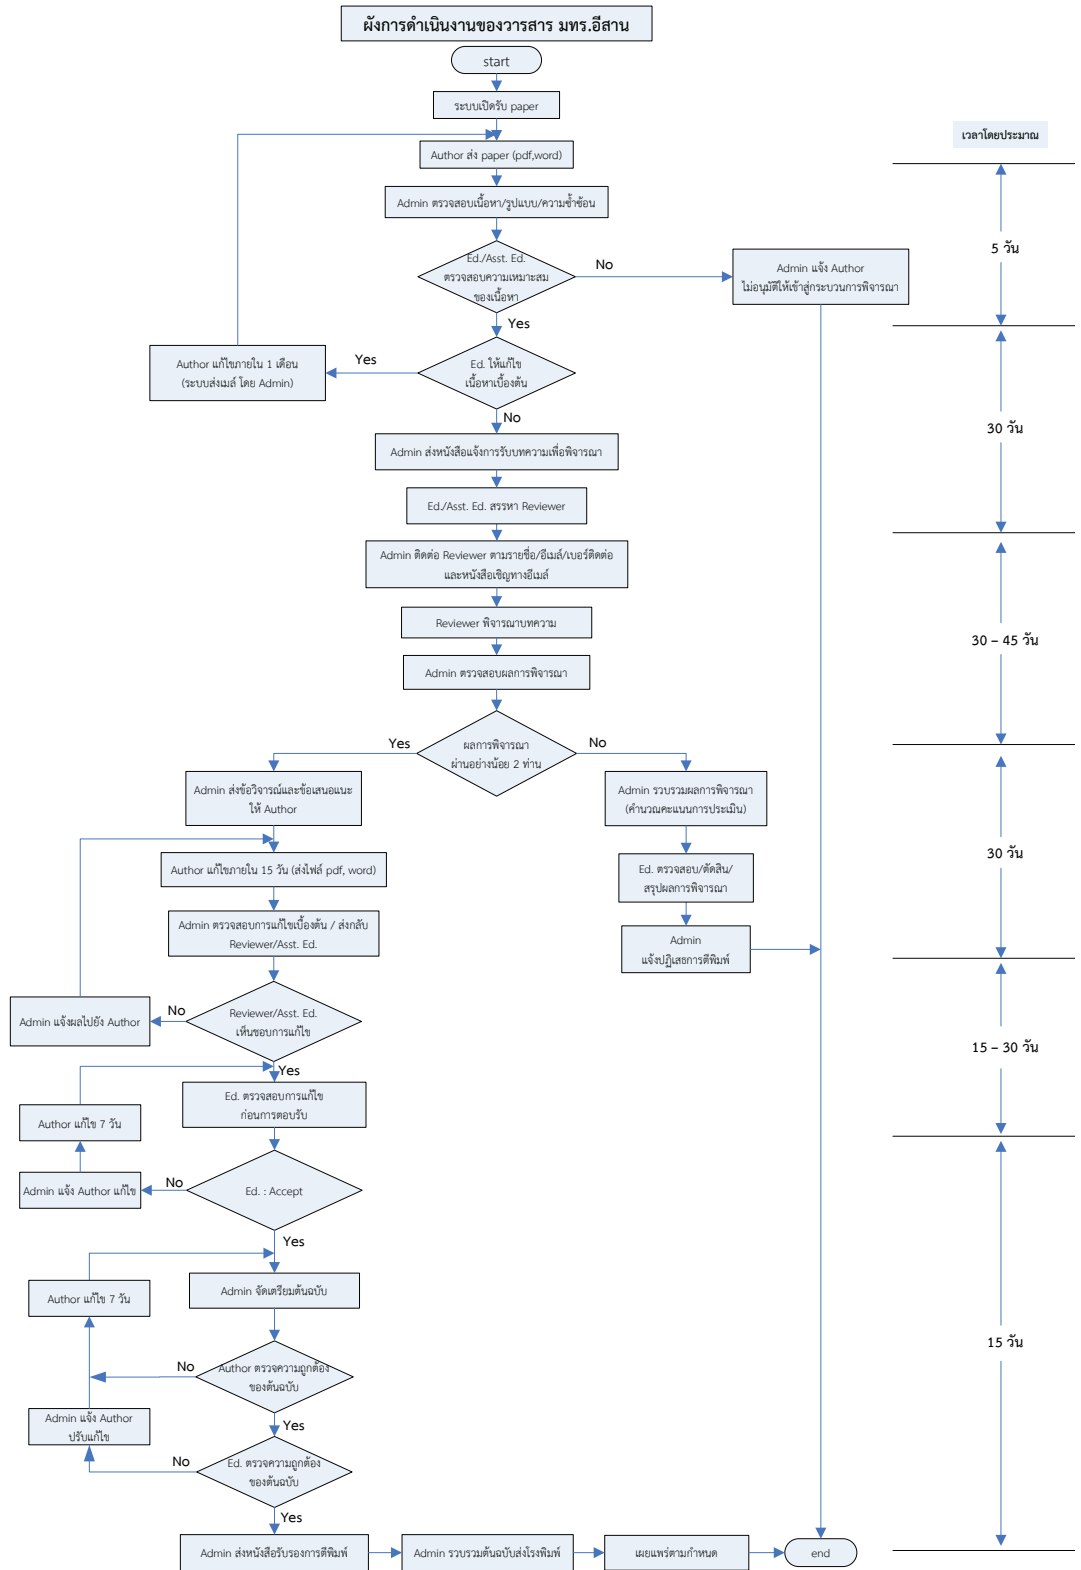 ผังการดำเนินงานของวารสาร มทร.อีสาน
start
ระบบเปิดรับ paper
เวลาโดยประมาณ
Author ส่ง paper (pdf,word)
Admin ตรวจสอบเนื้อหา/รูปแบบ/ความซ้ำซ้อน
5 วัน
Ed./Asst. Ed.
ตรวจสอบความเหมาะสม
ของเนื้อหา
No
Admin แจ้ง Author
ไม่อนุมัติให้เข้าสู่กระบวนการพิจารณา
Yes
Ed. ให้แก้ไข
เนื้อหาเบื้องต้น
Yes
Author แก้ไขภายใน 1 เดือน
(ระบบส่งเมล์ โดย Admin)
No
30 วัน
Admin ส่งหนังสือแจ้งการรับบทความเพื่อพิจารณา
Ed./Asst. Ed. สรรหา Reviewer
Admin ติดต่อ Reviewer ตามรายชื่อ/อีเมล์/เบอร์ติดต่อ
และหนังสือเชิญทางอีเมล์
Reviewer พิจารณาบทความ
30 – 45 วัน
Admin ตรวจสอบผลการพิจารณา
ผลการพิจารณา
ผ่านอย่างน้อย 2 ท่าน
Yes
No
Admin ส่งข้อวิจารณ์และข้อเสนอแนะ
ให้ Author
Admin รวบรวมผลการพิจารณา
(คำนวณคะแนนการประเมิน)
30 วัน
Author แก้ไขภายใน 15 วัน (ส่งไฟล์ pdf, word)
Ed. ตรวจสอบ/ตัดสิน/
สรุปผลการพิจารณา
Admin ตรวจสอบการแก้ไขเบื้องต้น / ส่งกลับ
Reviewer/Asst. Ed.
Admin
แจ้งปฏิเสธการตีพิมพ์
Reviewer/Asst. Ed.
เห็นชอบการแก้ไข
No
Admin แจ้งผลไปยัง Author
15 – 30 วัน
Yes
Ed. ตรวจสอบการแก้ไข
ก่อนการตอบรับ
Author แก้ไข 7 วัน
Ed. : Accept
No
Admin แจ้ง Author แก้ไข
Yes
Admin จัดเตรียมต้นฉบับ
Author แก้ไข 7 วัน
15 วัน
Author ตรวจความถูกต้อง
ของต้นฉบับ
No
Admin แจ้ง Author
ปรับแก้ไข
Yes
Ed. ตรวจความถูกต้อง
ของต้นฉบับ
No
Yes
Admin ส่งหนังสือรับรองการตีพิมพ์
Admin รวบรวมต้นฉบับส่งโรงพิมพ์
เผยแพร่ตามกำหนด
end